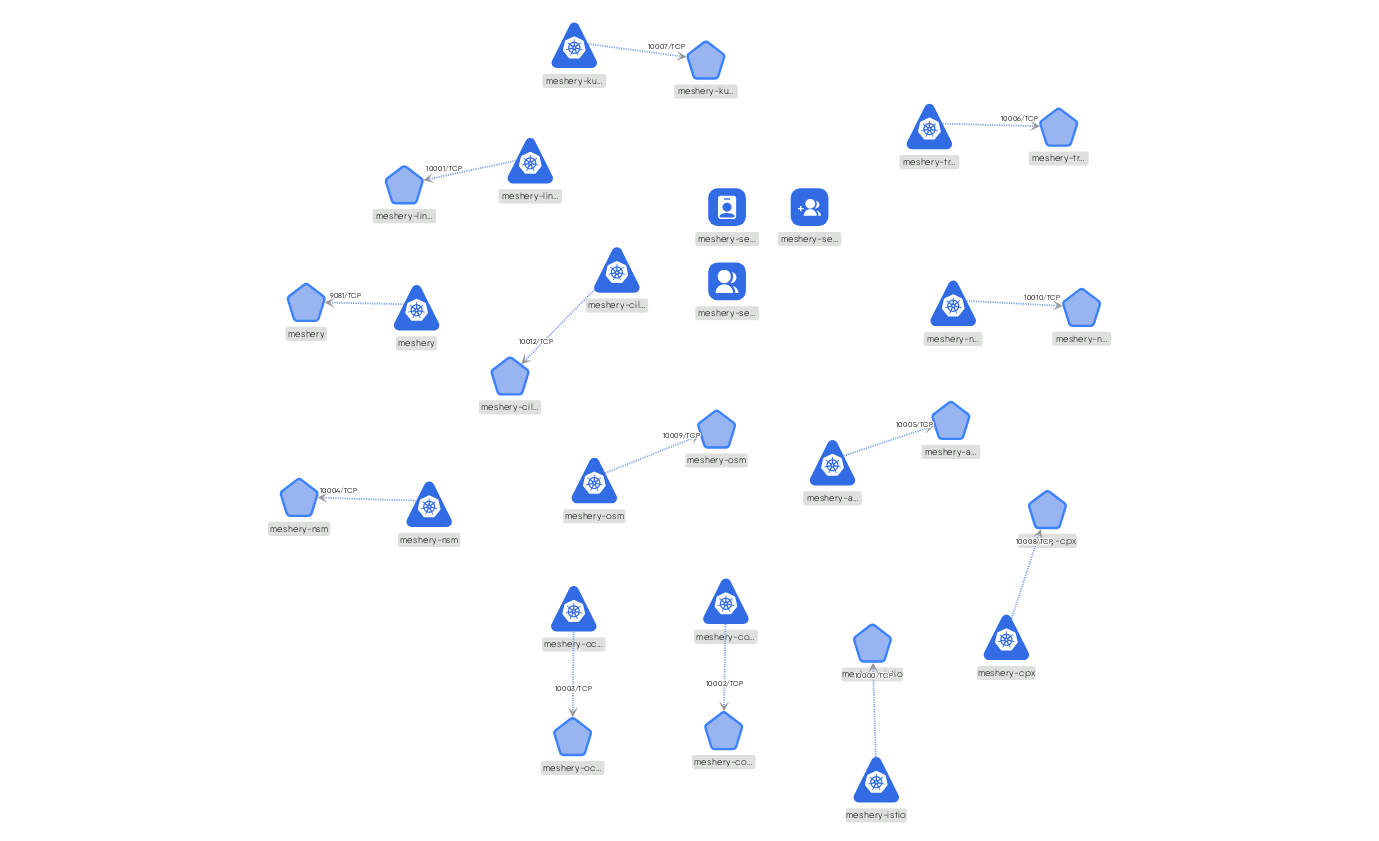 10007/TCP
meshery-ku...
meshery-ku..
10006/TCP
meshery-tr..
meshery-tr..
10001/TCP
meshery-lin...
meshery-lin...
meshery-se...
meshery-se...
meshery-cil...
meshery-se...
9081/TCP
meshery
meshery
10010/TCP
meshery-n...
meshery-n...
10012/TCP
meshery-cil...
10009/TCP
meshery-osm
meshery-osm
10005/TCP
meshery-a...
meshery-a...
10004/TCP
meshery-nsm
meshery-nsm
10008/TCP
-cpx
meshery-cpx
meshery-oc...
10003/TCP
meshery-oc...
meshery-co...
10002/TCP
meshery-co...
10000/TCP
meshery-istio